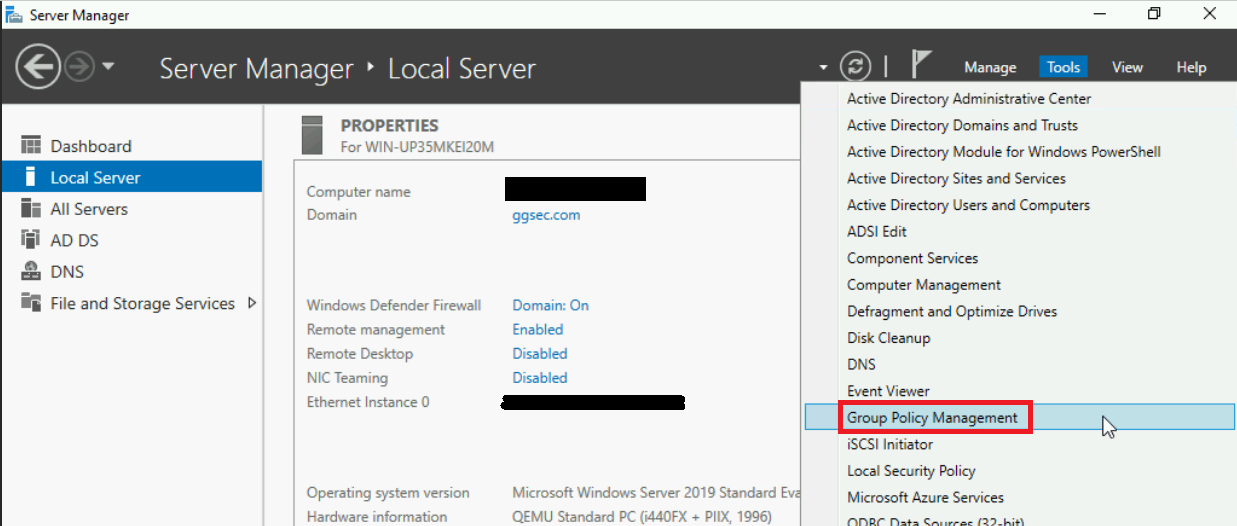 Server Manager
Server Manager ‣ Local Server
Manage Tools View Help
Dashboard
Local Server
All Servers
AD DS
DNS
File and Storage Services
PROPERTIES
For WIN-UP35MKEI20M
Computer name
Domain ggsec.com
Windows Defender Firewall Domain: On
Remote management Enabled
Remote Desktop Disabled
NIC Teaming Disabled
Ethernet Instance 0
Operating system version Microsoft Windows Server 2019 Standard Eva
Hardware information QEMU Standard PC (i440FX + PIIX, 1996)
Active Directory Administrative Center
Active Directory Domains and Trusts
Active Directory Module for Windows PowerShell
Active Directory Sites and Services
Active Directory Users and Computers
ADSI Edit
Component Services
Computer Management
Defragment and Optimize Drives
Disk Cleanup
DNS
Event Viewer
Group Policy Management
iSCSI Initiator
Local Security Policy
Microsoft Azure Services
ODBC Data Sources (32-bit)